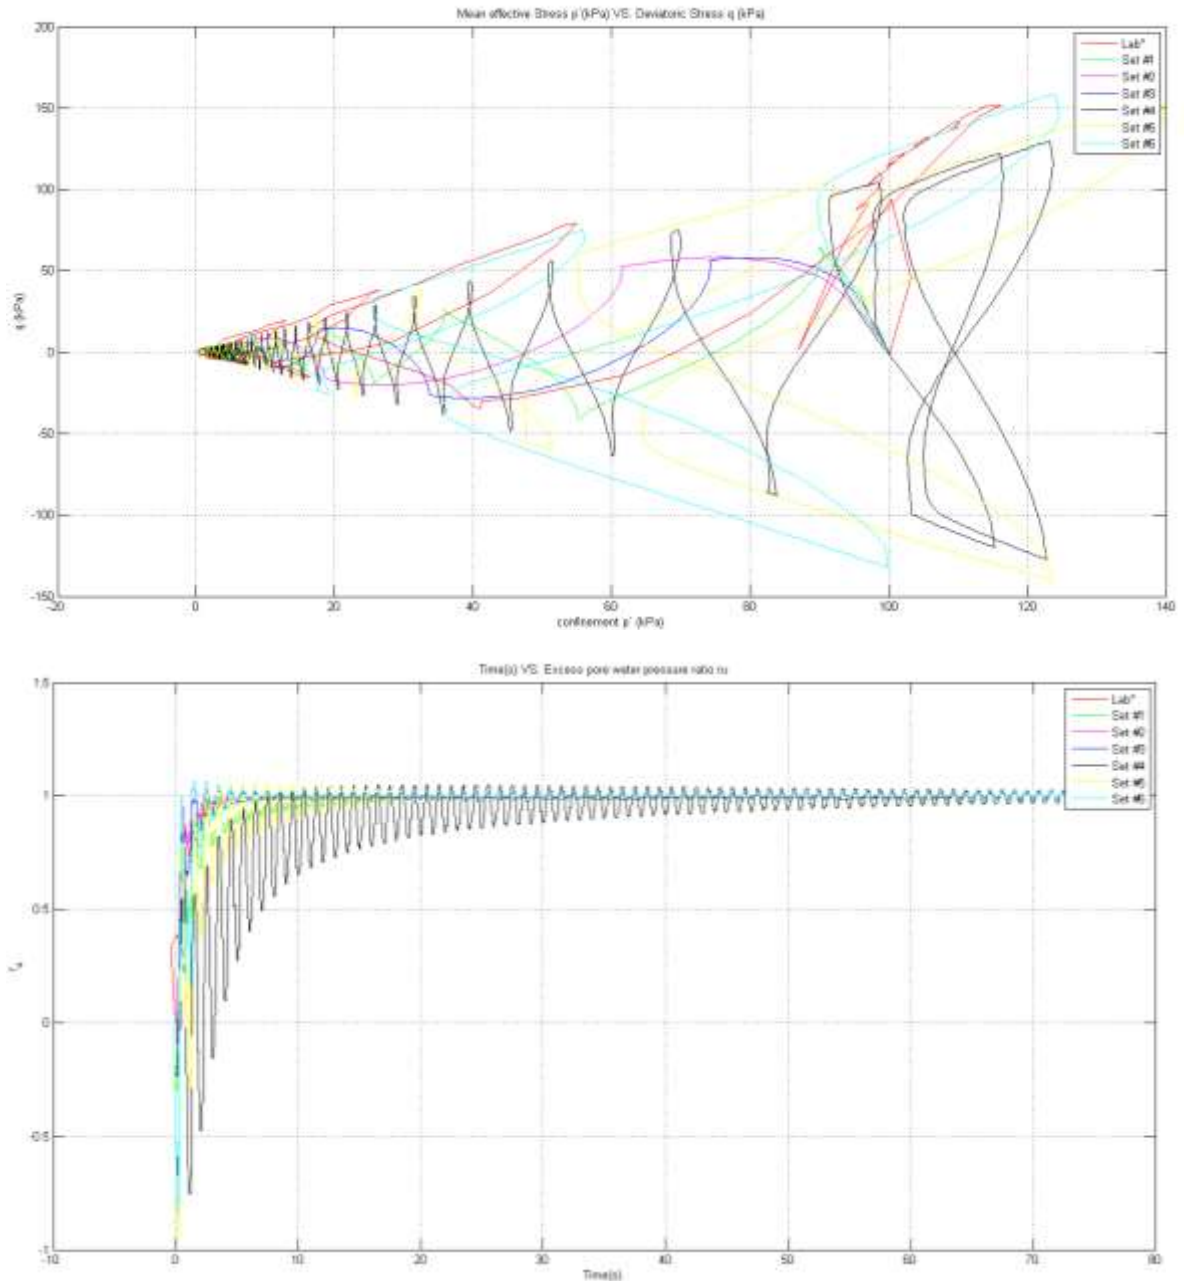 Mean effective Stress p'(kPa) VS. Deviatoric Stress q (kPa)
200
150
100
50
0
-50
-100
-150
q (kPa)
-20
0
20
40
60
80
100
120
140
confinement p' (kPa)
Lab*
Set #1
Set #2
Set #3
Set #4
Set #5
Set #6
Time(s) VS. Excess pore water pressure ratio ru
1.5
1
0.5
0
-0.5
-1
-10
0
10
20
30
40
50
60
70
80
Time(s)
Lab*
Set #1
Set #2
Set #3
Set #4
Set #5
Set #6